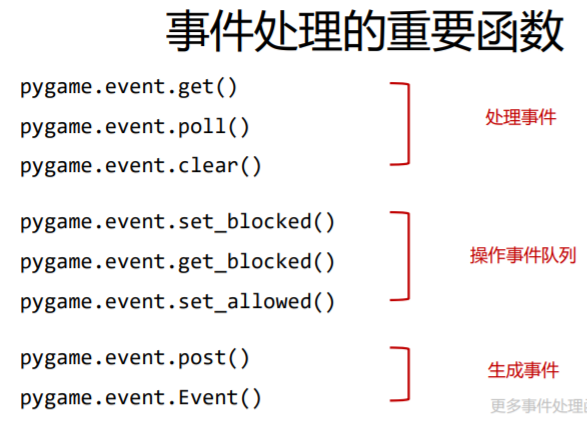 事件处理的重要函数
pygame.event.get()
pygame.event.poll()
处理事件
pygame.event.clear()
pygame.event.set_blocked()
pygame.event.get_blocked()
操作事件队列
pygame.event.set_allowed()
pygame.event.post()
生成事件
pygame.event.Event()
更多事件处理